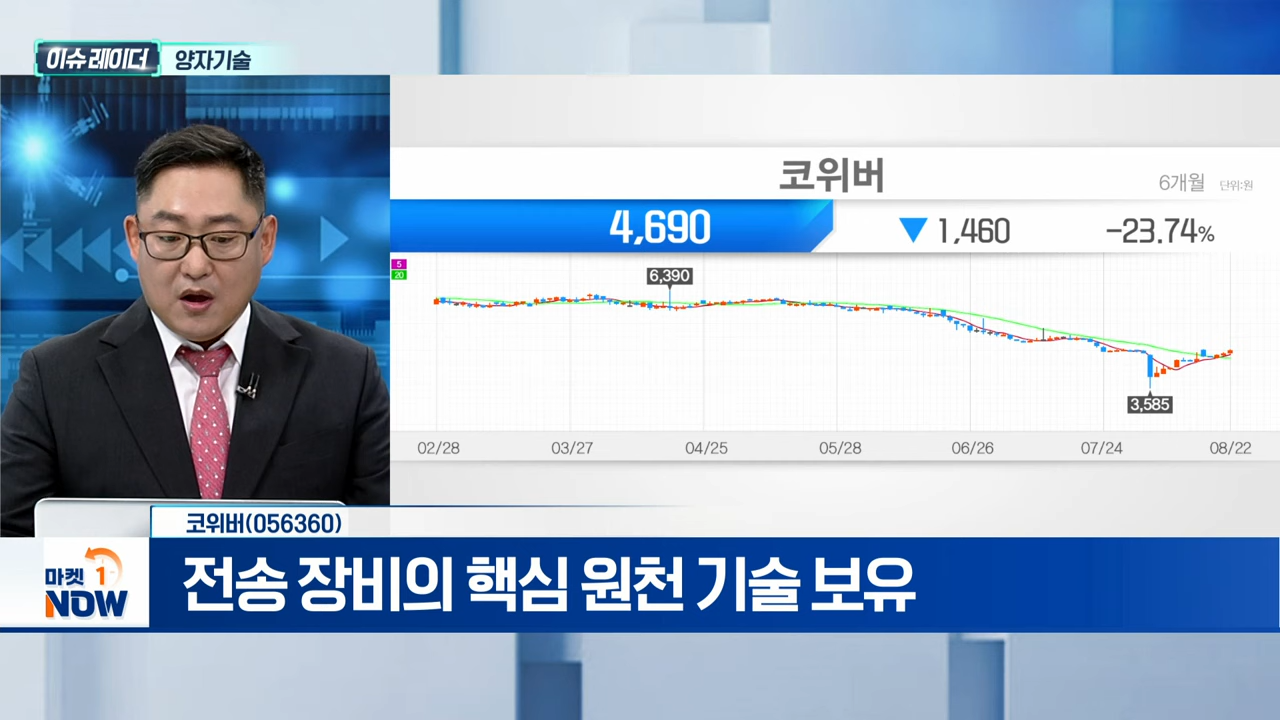 이슈 레이더 양자기술
코위버
6개월 단위:원
4,690 ▼ 1,460 -23.74%
5
20
6,390
3,585
02/28 03/27 04/25 05/28 06/26 07/24 08/22
코위버(056360)
마켓 1
NOW
전송 장비의 핵심 원천 기술 보유